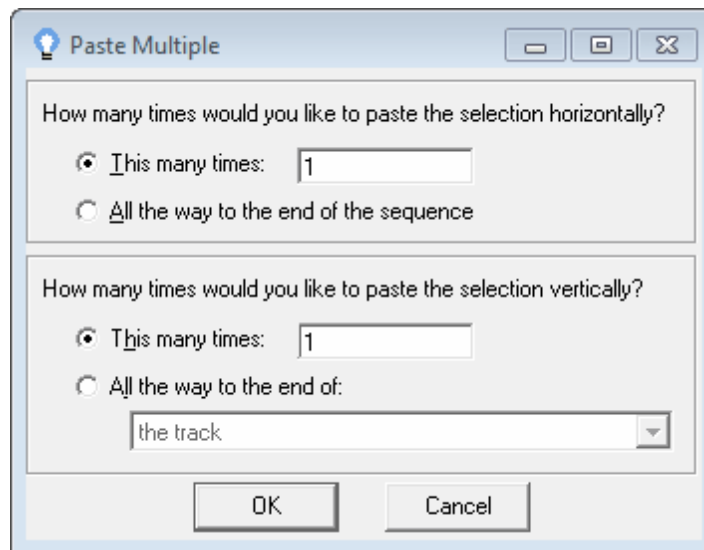 Paste Multiple
How many times would you like to paste the selection horizontally?
This many times: 1
All the way to the end of the sequence
How many times would you like to paste the selection vertically?
This many times: 1
All the way to the end of:
the track
OK Cancel